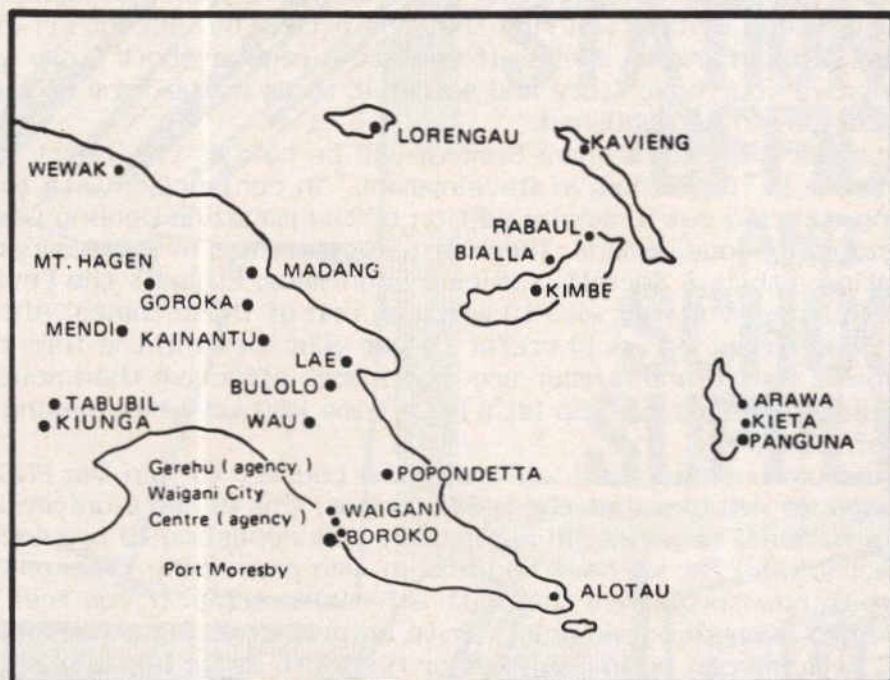 LORENGAU
KAVIENG
WEWAK
RABAUL
BIALLA
MT. HAGEN
MADANG
KIMBE
GOROKA
MENDI
KAINANTU
LAE
BULOLO
TABUBIL
KIUNGA
WAU
ARAWA
KIETA
PANGUNA
POPONDETTA
Gerehu ( agency )
Waigani City
Centre ( agency )
WAIGANI
BOROKO
Port Moresby
ALOTAU